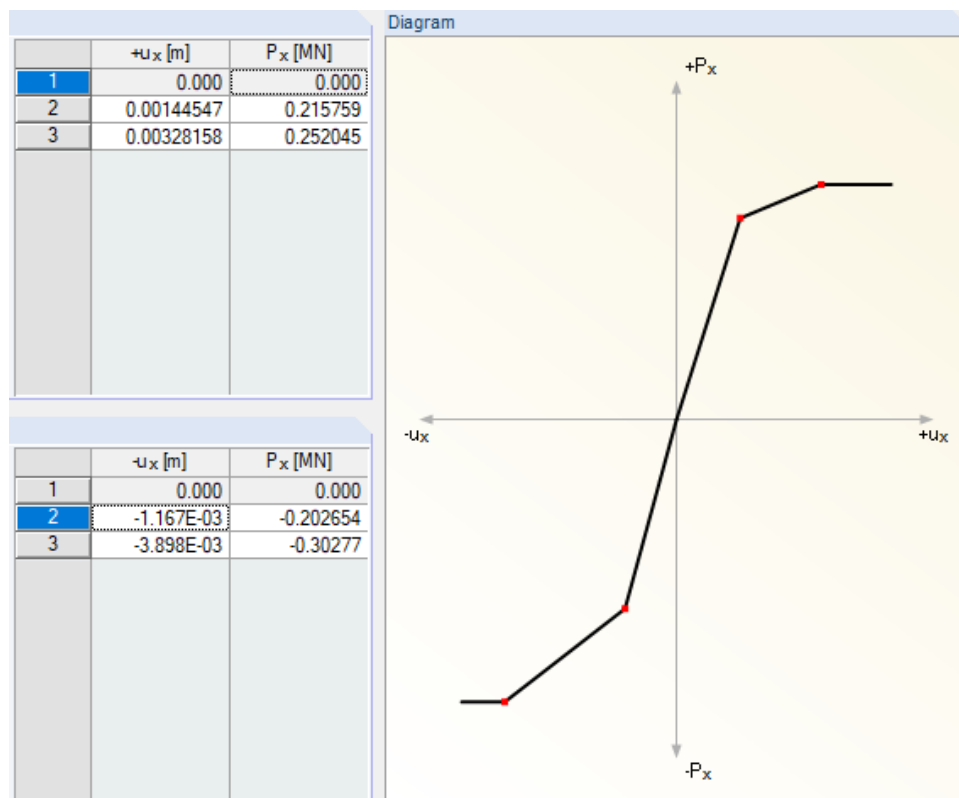 Diagram
+uₓ [m] Pₓ [MN]
1 0.000 0.000
2 0.00144547 0.215759
3 0.00328158 0.252045
+Pₓ
-uₓ +uₓ
-uₓ [m] Pₓ [MN]
1 0.000 0.000
2 -1.167E-03 -0.202654
3 -3.898E-03 -0.30277
-Pₓ